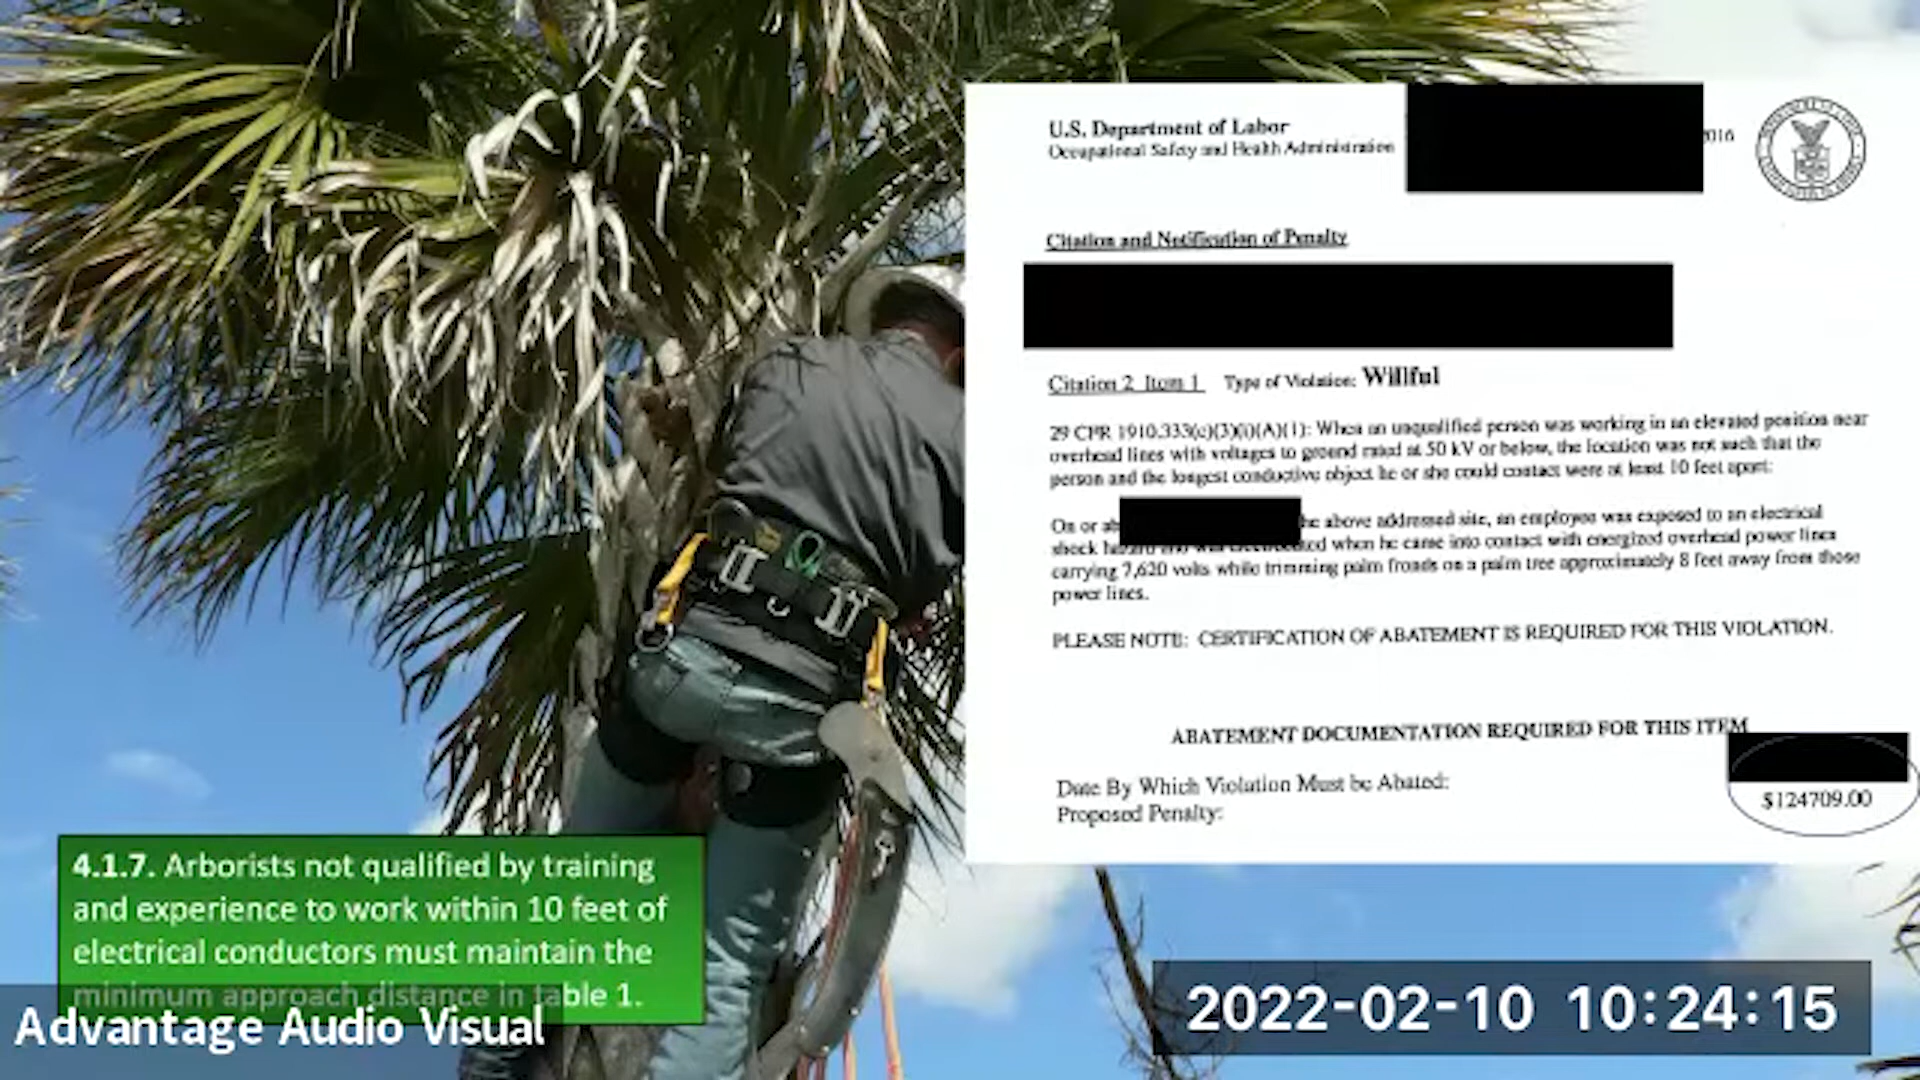 U.S. Department of Labor
Occupational Safety and Health Administration
2016
Citation and Notification of Penalty
Citation 2 Item 1 Type of Violation: Willful
29 CFR 1910.333(c)(3)(i)(A)(1): When an unqualified person was working in an elevated position near
overhead lines with voltages to ground rated at 50 kV or below, the location was not such that the
person and the longest conductive object he or she could contact were at least 10 feet apart:
On or ab he above addressed site, an employee was exposed to an electrical
shock ted when he came into contact with energized overhead power lines
carrying 7,620 volts while trimming palm fronds on a palm tree approximately 8 feet away from those
power lines.
PLEASE NOTE: CERTIFICATION OF ABATEMENT IS REQUIRED FOR THIS VIOLATION.
ABATEMENT DOCUMENTATION REQUIRED FOR THIS ITEM
Date By Which Violation Must be Abated:
Proposed Penalty:
$124709.00
4.1.7. Arborists not qualified by training
and experience to work within 10 feet of
electrical conductors must maintain the
minimum approach distance in table 1.
Advantage Audio Visual
2022-02-10 10:24:15